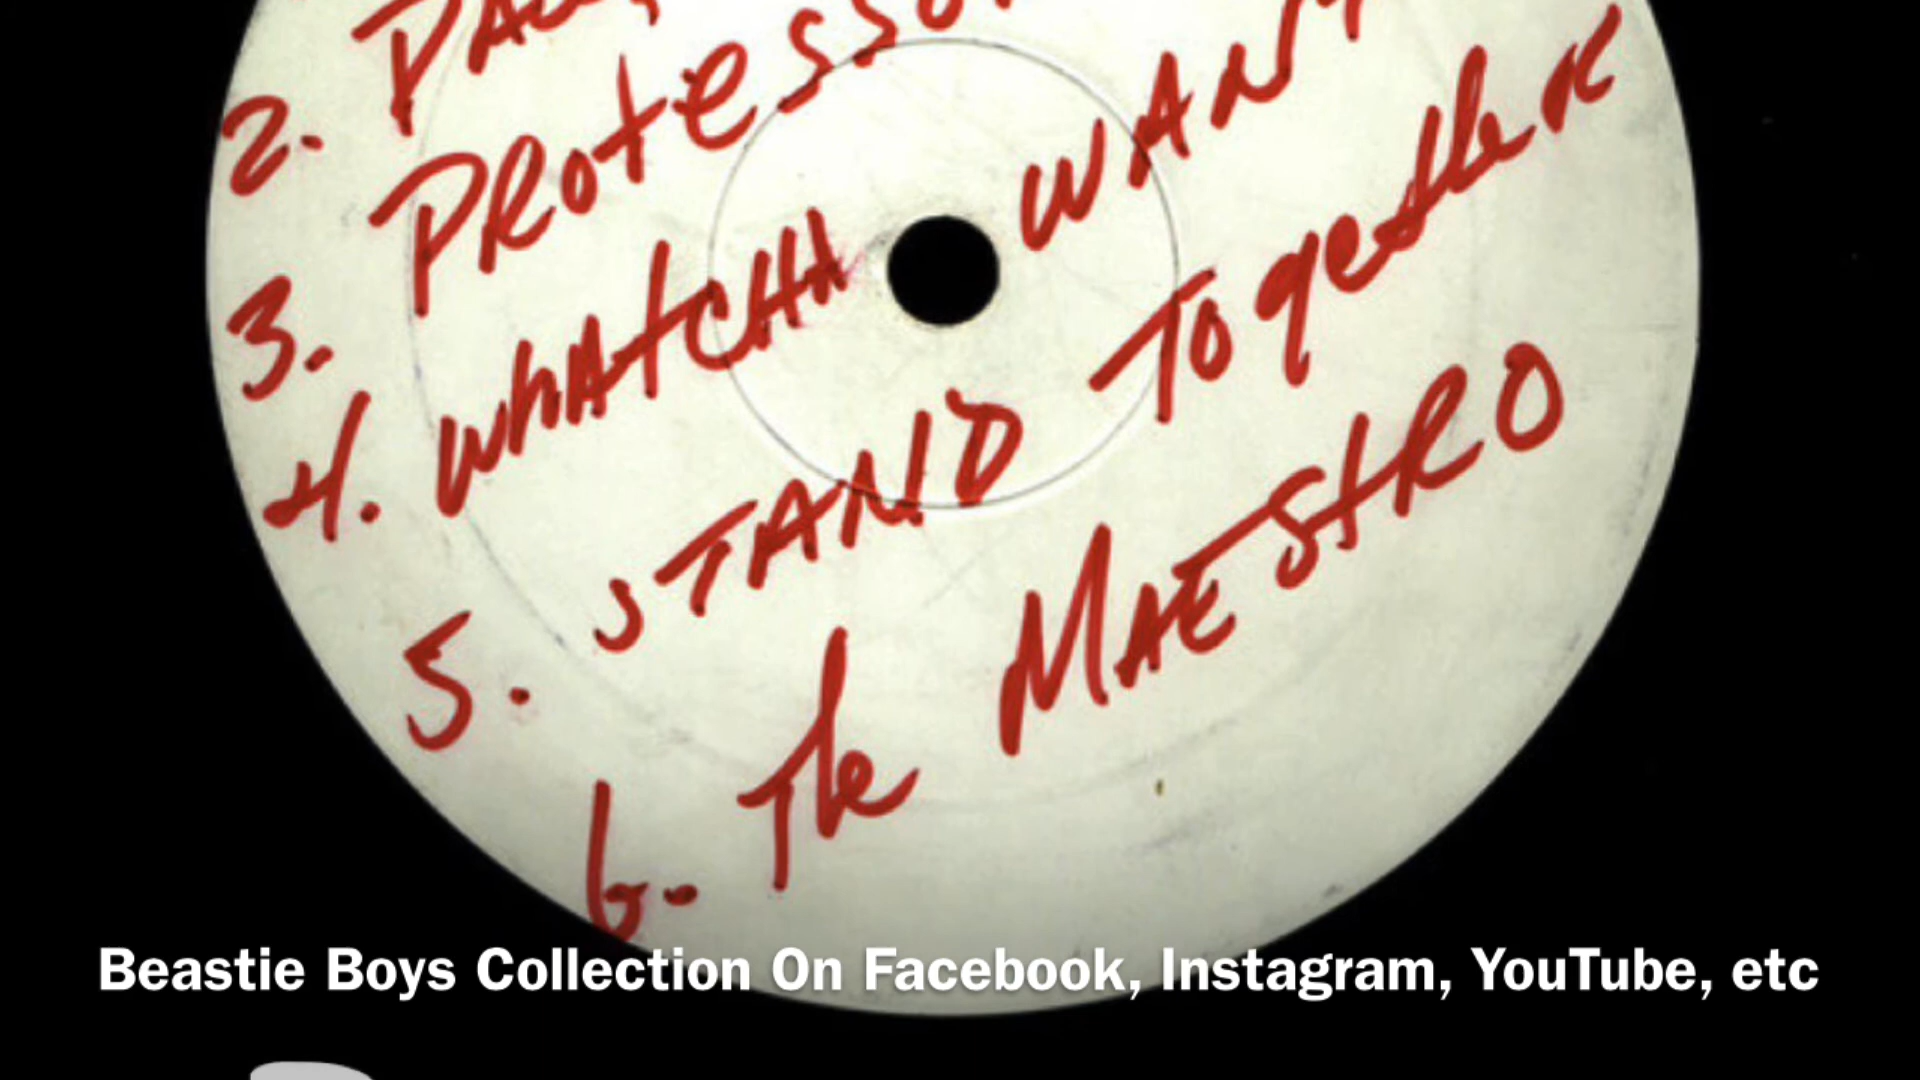 2.
3. PROfESSO
4. WhAtCHA WANT
5. STAND Together
6. The MAESTRO
Beastie Boys Collection On Facebook, Instagram, YouTube, etc